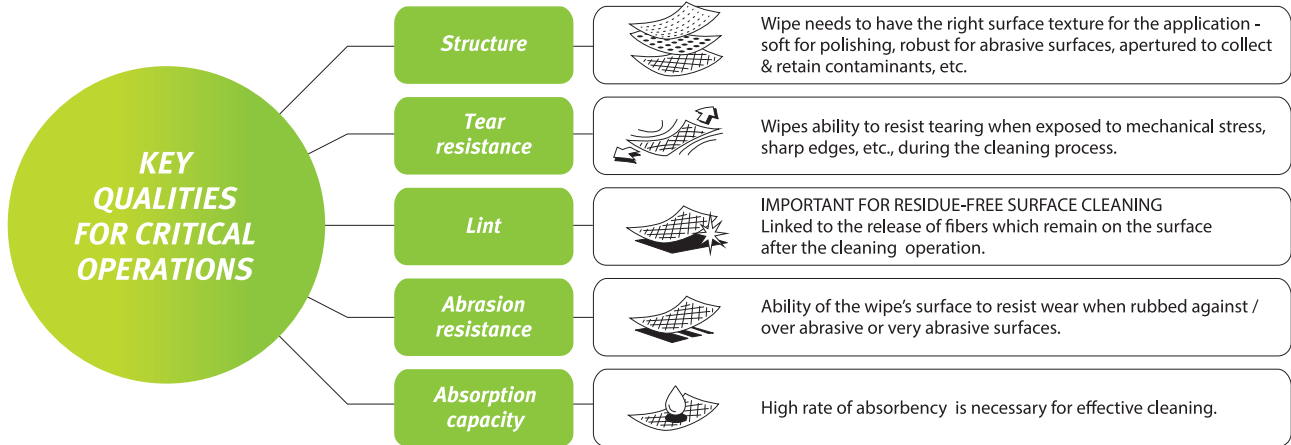 KEY
QUALITIES
FOR CRITICAL
OPERATIONS
Structure
Wipe needs to have the right surface texture for the application -
soft for polishing, robust for abrasive surfaces, apertured to collect
& retain contaminants, etc.
Tear
resistance
Wipes ability to resist tearing when exposed to mechanical stress,
sharp edges, etc., during the cleaning process.
Lint
IMPORTANT FOR RESIDUE-FREE SURFACE CLEANING
Linked to the release of fibers which remain on the surface
after the cleaning operation.
Abrasion
resistance
Ability of the wipe's surface to resist wear when rubbed against /
over abrasive or very abrasive surfaces.
Absorption
capacity
High rate of absorbency is necessary for effective cleaning.